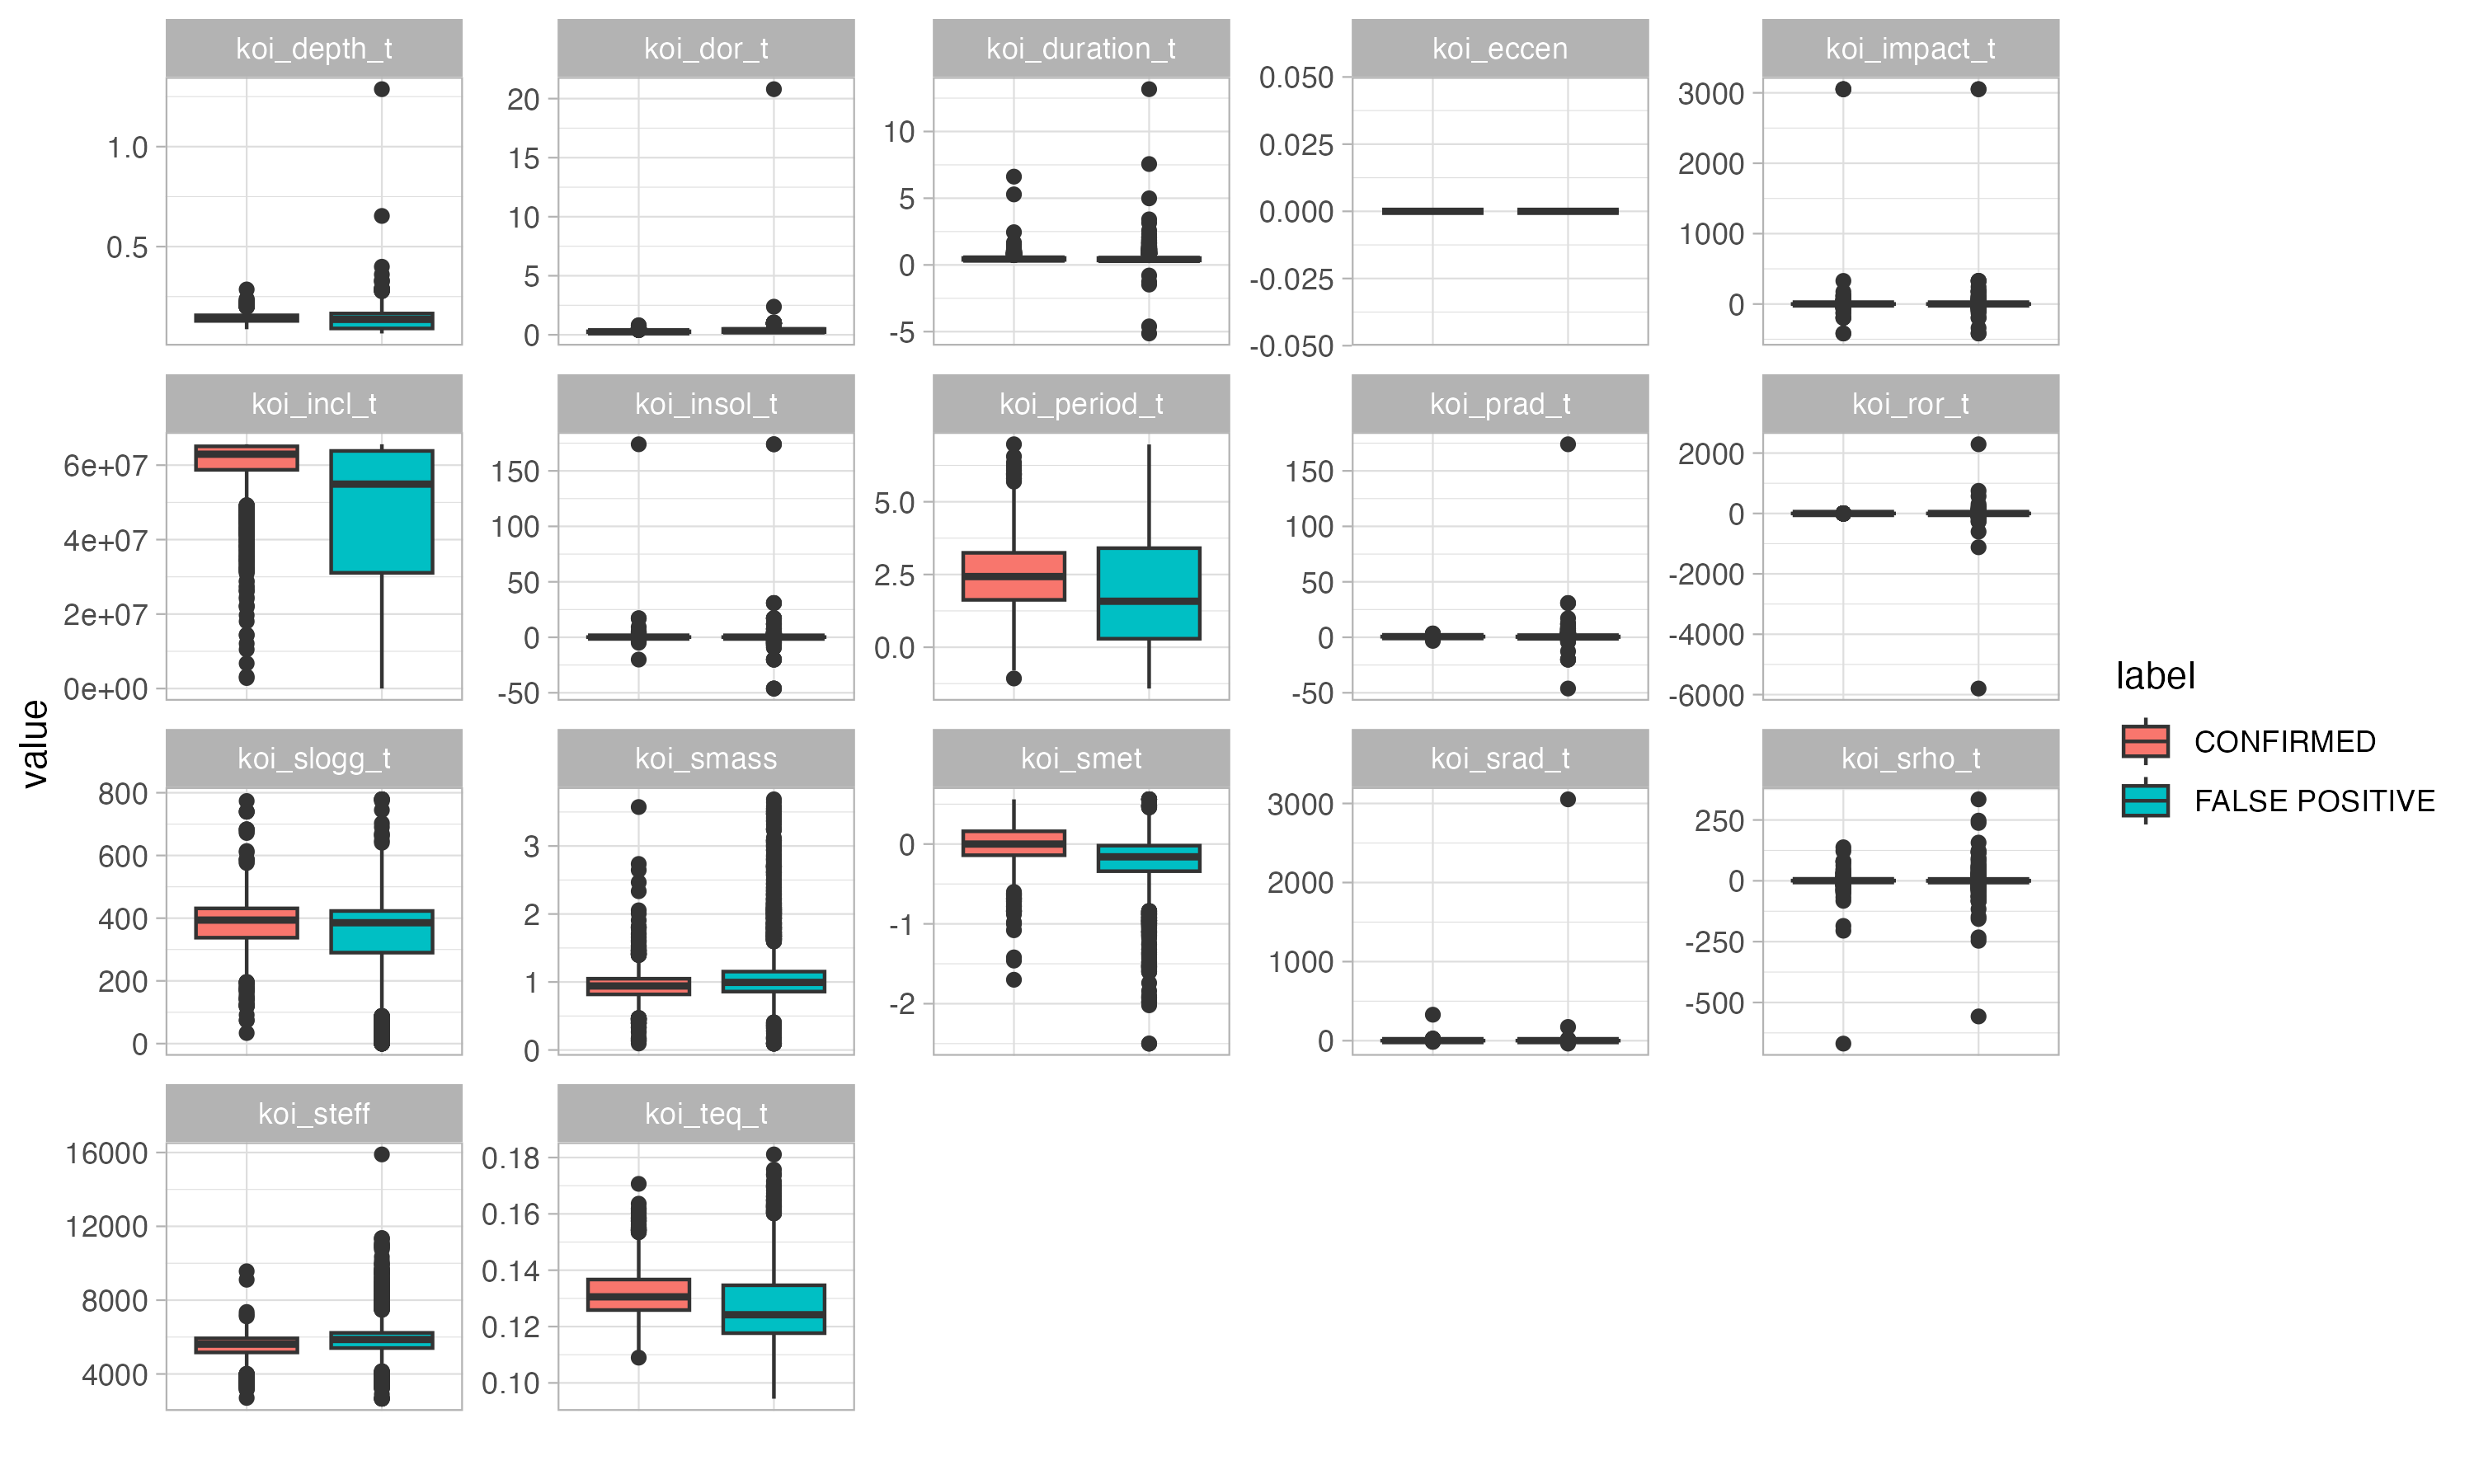 koi_depth_t
koi_dor_t
koi_duration_t
koi_eccen
koi_impact_t
1.0
0.5
20
15
10
5
0
10
5
0
-5
0.050
0.025
0.000
-0.025
-0.050
3000
2000
1000
0
koi_incl_t
koi_insol_t
koi_period_t
koi_prad_t
koi_ror_t
6e+07
4e+07
2e+07
0e+00
150
100
50
0
-50
5.0
2.5
0.0
150
100
50
0
-50
2000
0
-2000
-4000
-6000
koi_slogg_t
koi_smass
koi_smet
koi_srad_t
koi_srho_t
800
600
400
200
0
3
2
1
0
0
-1
-2
3000
2000
1000
0
250
0
-250
-500
koi_steff
koi_teq_t
16000
12000
8000
4000
0.18
0.16
0.14
0.12
0.10
value
label
CONFIRMED
FALSE POSITIVE